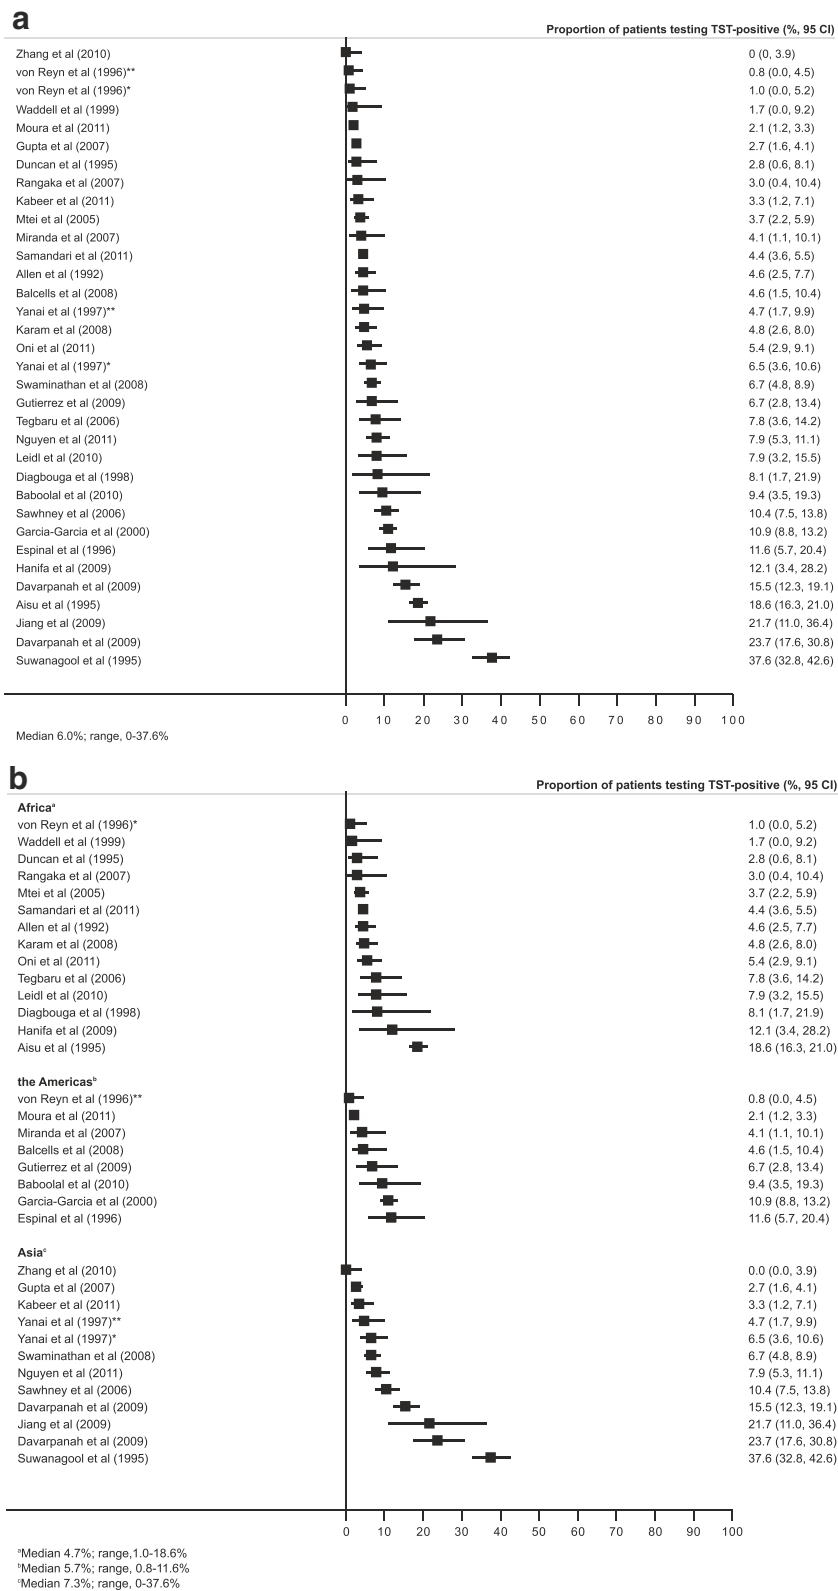 a
Proportion of patients testing TST-positive (%, 95 CI)
Zhang et al (2010) 0 (0, 3.9)
von Reyn et al (1996)** 0.8 (0.0, 4.5)
von Reyn et al (1996)* 1.0 (0.0, 5.2)
Waddell et al (1999) 1.7 (0.0, 9.2)
Moura et al (2011) 2.1 (1.2, 3.3)
Gupta et al (2007) 2.7 (1.6, 4.1)
Duncan et al (1995) 2.8 (0.6, 8.1)
Rangaka et al (2007) 3.0 (0.4, 10.4)
Kabeer et al (2011) 3.3 (1.2, 7.1)
Mtei et al (2005) 3.7 (2.2, 5.9)
Miranda et al (2007) 4.1 (1.1, 10.1)
Samandari et al (2011) 4.4 (3.6, 5.5)
Allen et al (1992) 4.6 (2.5, 7.7)
Balcells et al (2008) 4.6 (1.5, 10.4)
Yanai et al (1997)** 4.7 (1.7, 9.9)
Karam et al (2008) 4.8 (2.6, 8.0)
Oni et al (2011) 5.4 (2.9, 9.1)
Yanai et al (1997)* 6.5 (3.6, 10.6)
Swaminathan et al (2008) 6.7 (4.8, 8.9)
Gutierrez et al (2009) 6.7 (2.8, 13.4)
Tegbaru et al (2006) 7.8 (3.6, 14.2)
Nguyen et al (2011) 7.9 (5.3, 11.1)
Leidl et al (2010) 7.9 (3.2, 15.5)
Diagbouga et al (1998) 8.1 (1.7, 21.9)
Baboolal et al (2010) 9.4 (3.5, 19.3)
Sawhney et al (2006) 10.4 (7.5, 13.8)
Garcia-Garcia et al (2000) 10.9 (8.8, 13.2)
Espinal et al (1996) 11.6 (5.7, 20.4)
Hanifa et al (2009) 12.1 (3.4, 28.2)
Davarpanah et al (2009) 15.5 (12.3, 19.1)
Aisu et al (1995) 18.6 (16.3, 21.0)
Jiang et al (2009) 21.7 (11.0, 36.4)
Davarpanah et al (2009) 23.7 (17.6, 30.8)
Suwanagool et al (1995) 37.6 (32.8, 42.6)
0 10 20 30 40 50 60 70 80 90 100
Median 6.0%; range, 0-37.6%
b
Proportion of patients testing TST-positive (%, 95 CI)
Africaᵃ
von Reyn et al (1996)* 1.0 (0.0, 5.2)
Waddell et al (1999) 1.7 (0.0, 9.2)
Duncan et al (1995) 2.8 (0.6, 8.1)
Rangaka et al (2007) 3.0 (0.4, 10.4)
Mtei et al (2005) 3.7 (2.2, 5.9)
Samandari et al (2011) 4.4 (3.6, 5.5)
Allen et al (1992) 4.6 (2.5, 7.7)
Karam et al (2008) 4.8 (2.6, 8.0)
Oni et al (2011) 5.4 (2.9, 9.1)
Tegbaru et al (2006) 7.8 (3.6, 14.2)
Leidl et al (2010) 7.9 (3.2, 15.5)
Diagbouga et al (1998) 8.1 (1.7, 21.9)
Hanifa et al (2009) 12.1 (3.4, 28.2)
Aisu et al (1995) 18.6 (16.3, 21.0)
the Americasᵇ
von Reyn et al (1996)** 0.8 (0.0, 4.5)
Moura et al (2011) 2.1 (1.2, 3.3)
Miranda et al (2007) 4.1 (1.1, 10.1)
Balcells et al (2008) 4.6 (1.5, 10.4)
Gutierrez et al (2009) 6.7 (2.8, 13.4)
Baboolal et al (2010) 9.4 (3.5, 19.3)
Garcia-Garcia et al (2000) 10.9 (8.8, 13.2)
Espinal et al (1996) 11.6 (5.7, 20.4)
Asiaᶜ
Zhang et al (2010) 0.0 (0.0, 3.9)
Gupta et al (2007) 2.7 (1.6, 4.1)
Kabeer et al (2011) 3.3 (1.2, 7.1)
Yanai et al (1997)** 4.7 (1.7, 9.9)
Yanai et al (1997)* 6.5 (3.6, 10.6)
Swaminathan et al (2008) 6.7 (4.8, 8.9)
Nguyen et al (2011) 7.9 (5.3, 11.1)
Sawhney et al (2006) 10.4 (7.5, 13.8)
Davarpanah et al (2009) 15.5 (12.3, 19.1)
Jiang et al (2009) 21.7 (11.0, 36.4)
Davarpanah et al (2009) 23.7 (17.6, 30.8)
Suwanagool et al (1995) 37.6 (32.8, 42.6)
0 10 20 30 40 50 60 70 80 90 100
ᵃMedian 4.7%; range,1.0-18.6%
ᵇMedian 5.7%; range, 0.8-11.6%
ᶜMedian 7.3%; range, 0-37.6%